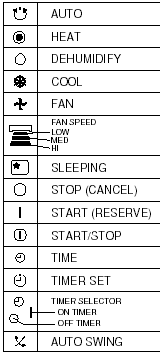 AUTO
HEAT
DEHUMIDIFY
COOL
FAN
FAN SPEED
LOW
MED
HI
SLEEPING
STOP (CANCEL)
START (RESERVE)
START/STOP
TIME
TIMER SET
TIMER SELECTOR
ON TIMER
OFF TIMER
AUTO SWING